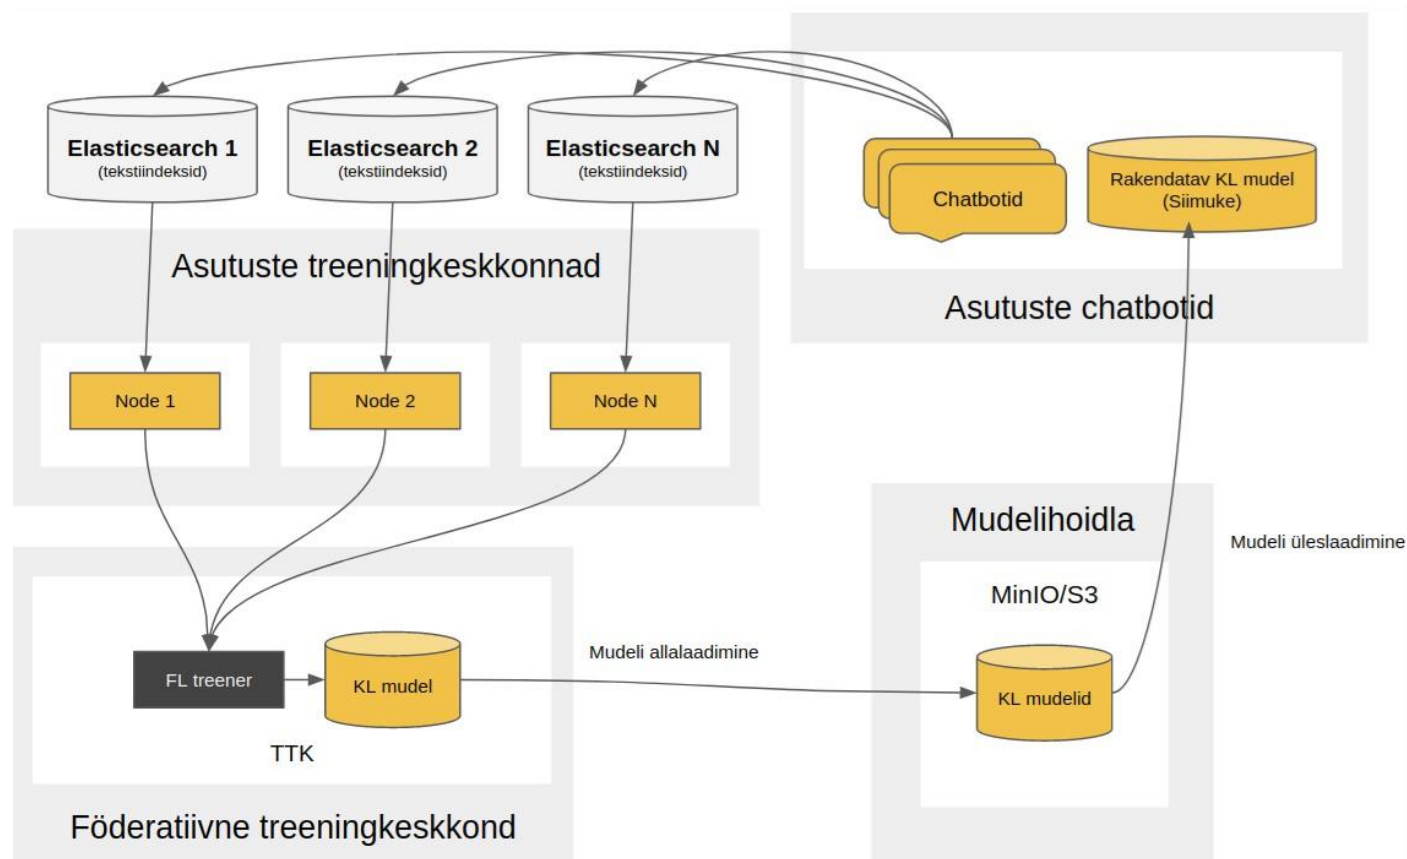 Elasticsearch 1
(tekstiindeksid)
Elasticsearch 2
(tekstiindeksid)
Elasticsearch N
(tekstiindeksid)
Chatbotid
Rakendatav KL mudel
(Siimuke)
Asutuste chatbotid
Asutuste treeningkeskkonnad
Node 1
Node 2
Node N
Mudelihoidla
MinIO/S3
KL mudelid
Mudeli üleslaadimine
Mudeli allalaadimine
FL treener
KL mudel
TTK
Föderatiivne treeningkeskkond